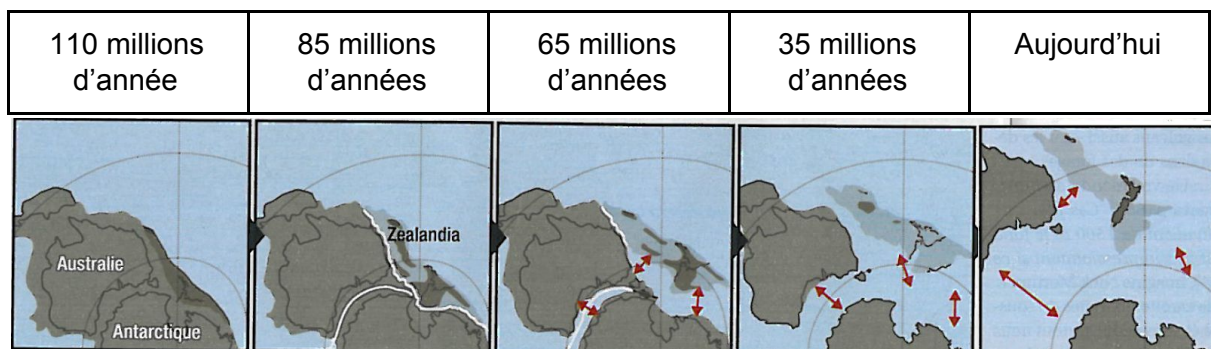 110 millions
d'année
85 millions
d'années
65 millions
d'années
35 millions
d'années
Aujourd'hui
Australie
Antarctique
Zealandia